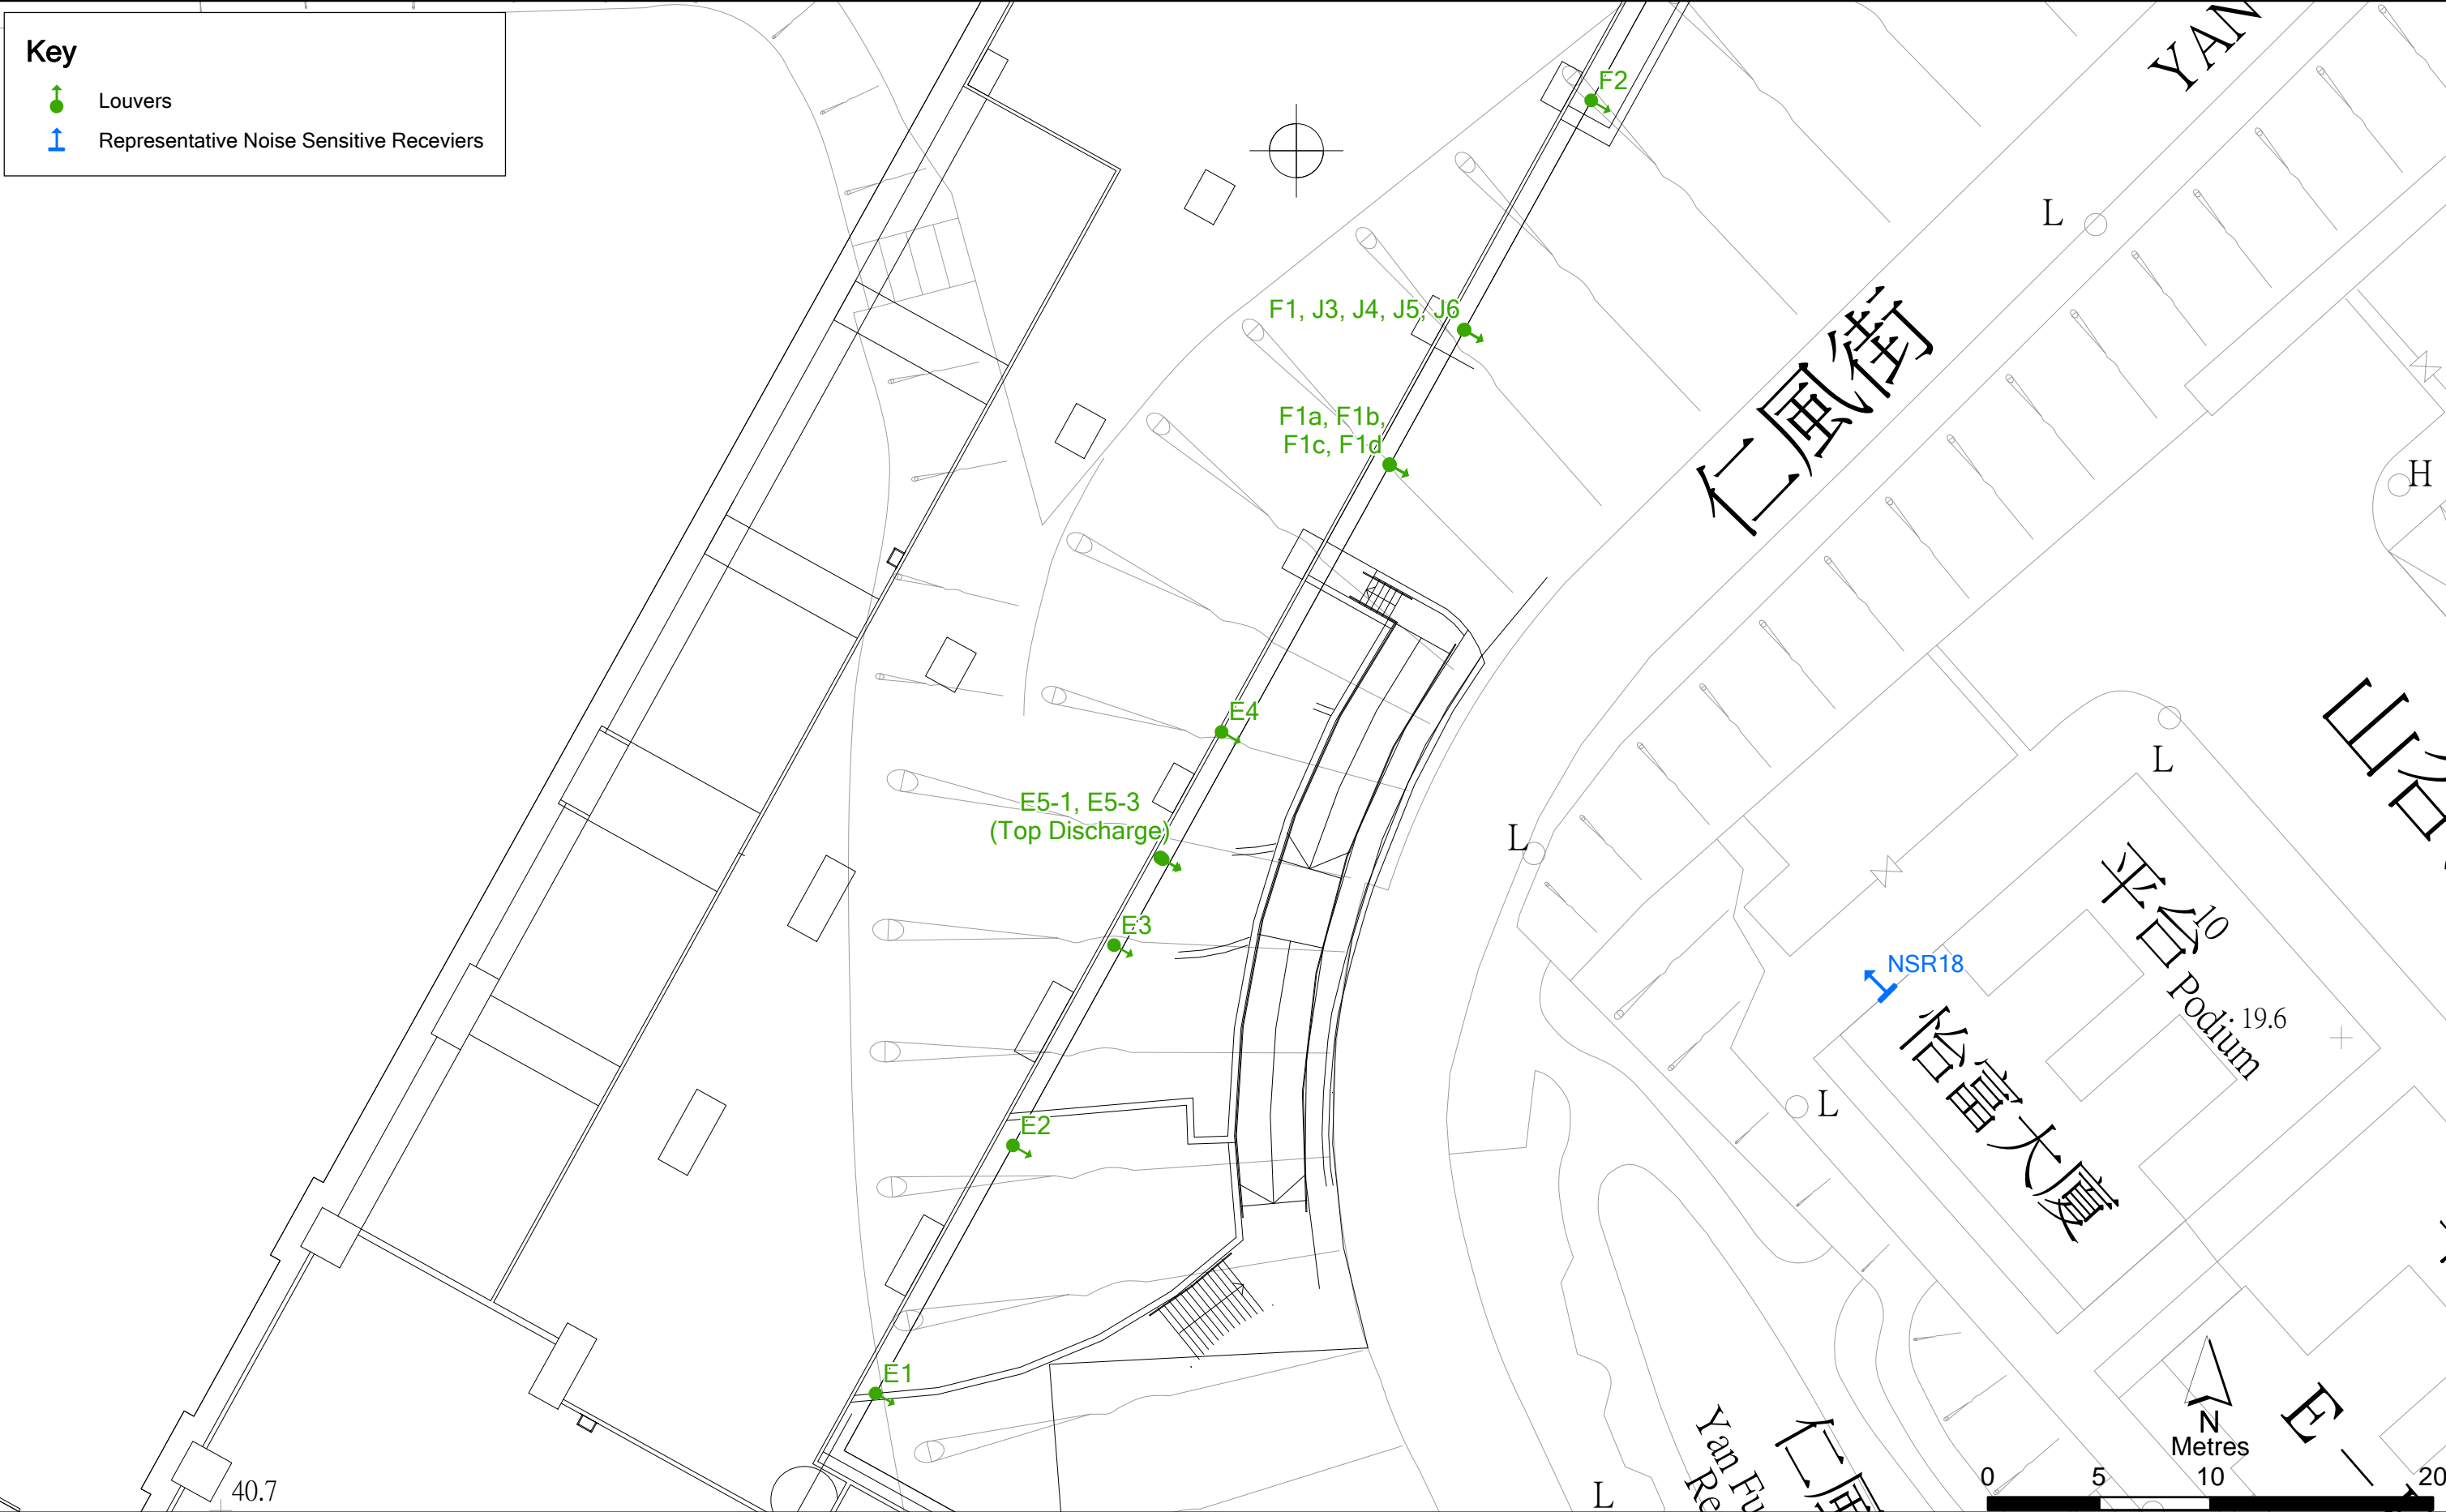 Key
Louvers
Representative Noise Sensitive Receviers
YAN
F2
L
F1, J3, J4, J5, J6
仁風街
F1a, F1b,
F1c, F1d
H
E4
L
E5-1, E5-3
(Top Discharge)
L
平台
10
Podium
19.6
E3
NSR18
怡富大廈
E2
L
E1
Yan Fu
Re
仁風
E
N
Metres
0 5 10 20
40.7
L